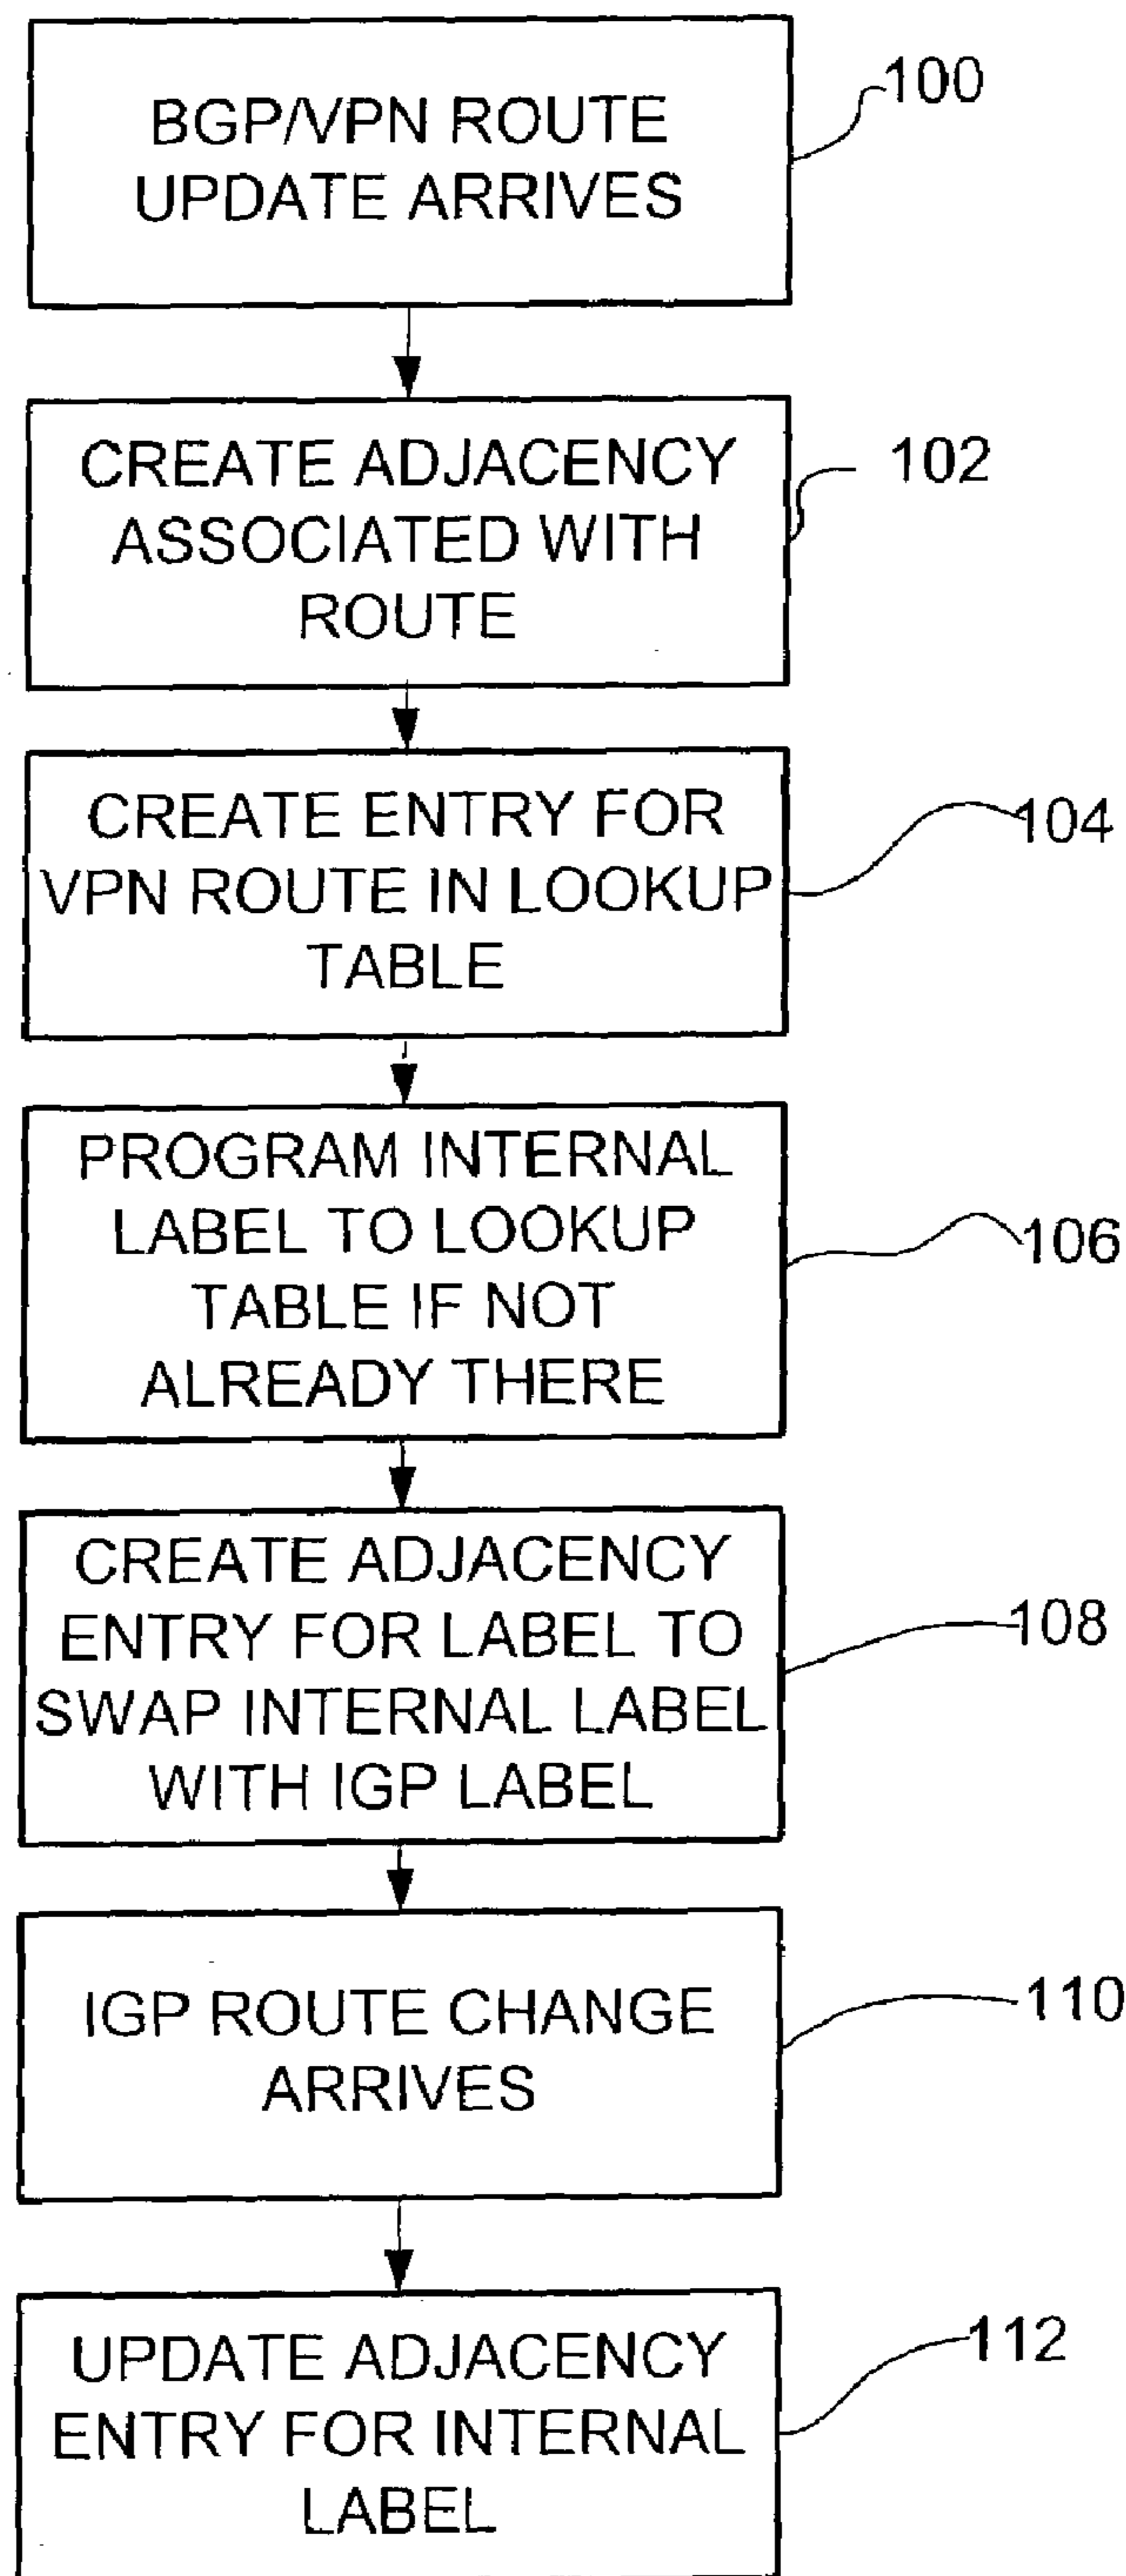 BGP/VPN ROUTE
UPDATE ARRIVES
100
CREATE ADJACENCY
ASSOCIATED WITH
ROUTE
102
CREATE ENTRY FOR
VPN ROUTE IN LOOKUP
TABLE
104
PROGRAM INTERNAL
LABEL TO LOOKUP
TABLE IF NOT
ALREADY THERE
106
CREATE ADJACENCY
ENTRY FOR LABEL TO
SWAP INTERNAL LABEL
WITH IGP LABEL
108
IGP ROUTE CHANGE
ARRIVES
110
UPDATE ADJACENCY
ENTRY FOR INTERNAL
LABEL
112